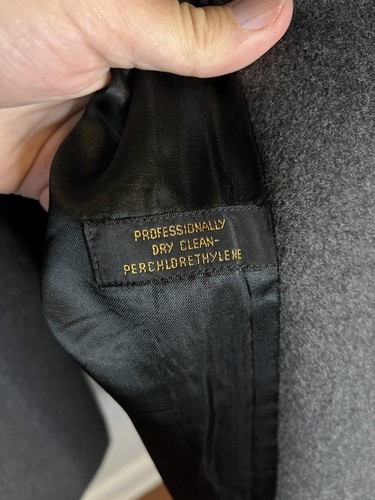 PROFESSIONALLY
DRY CLEAN-
PERCHLORETHYLENE